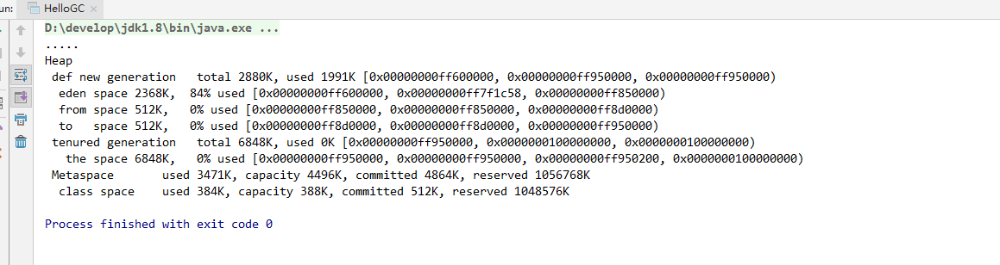 un: HelloGC
D:\develop\jdk1.8\bin\java.exe ...
.....
Heap
 def new generation   total 2880K, used 1991K [0x00000000ff600000, 0x00000000ff950000, 0x00000000ff950000)
  eden space 2368K,  84% used [0x00000000ff600000, 0x00000000ff7f1c58, 0x00000000ff850000)
  from space 512K,   0% used [0x00000000ff850000, 0x00000000ff850000, 0x00000000ff8d0000)
  to   space 512K,   0% used [0x00000000ff8d0000, 0x00000000ff8d0000, 0x00000000ff950000)
 tenured generation   total 6848K, used 0K [0x00000000ff950000, 0x0000000100000000, 0x0000000100000000)
   the space 6848K,   0% used [0x00000000ff950000, 0x00000000ff950000, 0x00000000ff950200, 0x0000000100000000)
 Metaspace       used 3471K, capacity 4496K, committed 4864K, reserved 1056768K
  class space    used 384K, capacity 388K, committed 512K, reserved 1048576K
Process finished with exit code 0